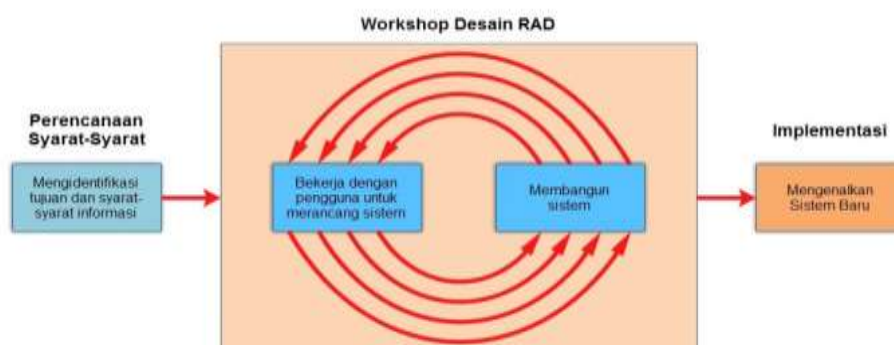 Workshop Desain RAD
Perencanaan
Syarat-Syarat
Mengidentifikasi
tujuan dan syarat-
syarat informasi
Bekerja dengan
pengguna untuk
merancang sistem
Membangun
sistem
Implementasi
Mengenalkan
Sistem Baru